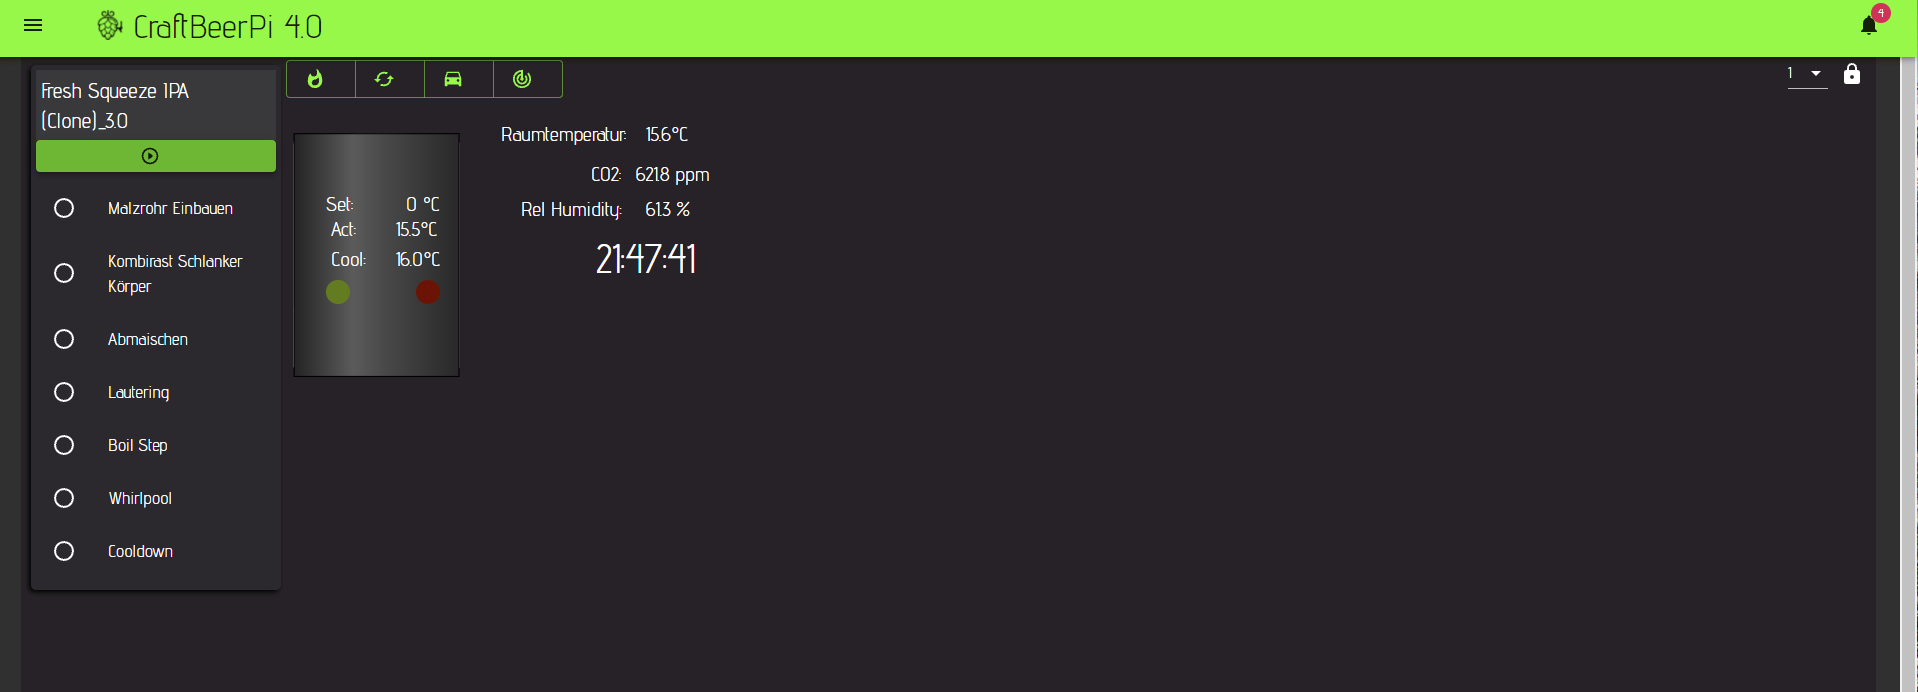 CraftBeerPi 4.0
4
Fresh Squeeze IPA
(Clone)_3.0
1
Malzrohr Einbauen
Kombirast Schlanker
Körper
Abmaischen
Lautering
Boil Step
Whirlpool
Cooldown
Set: 0 °C
Act: 15.5°C
Cool: 16.0°C
Raumtemperatur: 15.6°C
CO2: 621.8 ppm
Rel Humidity: 61.3 %
21:47:41